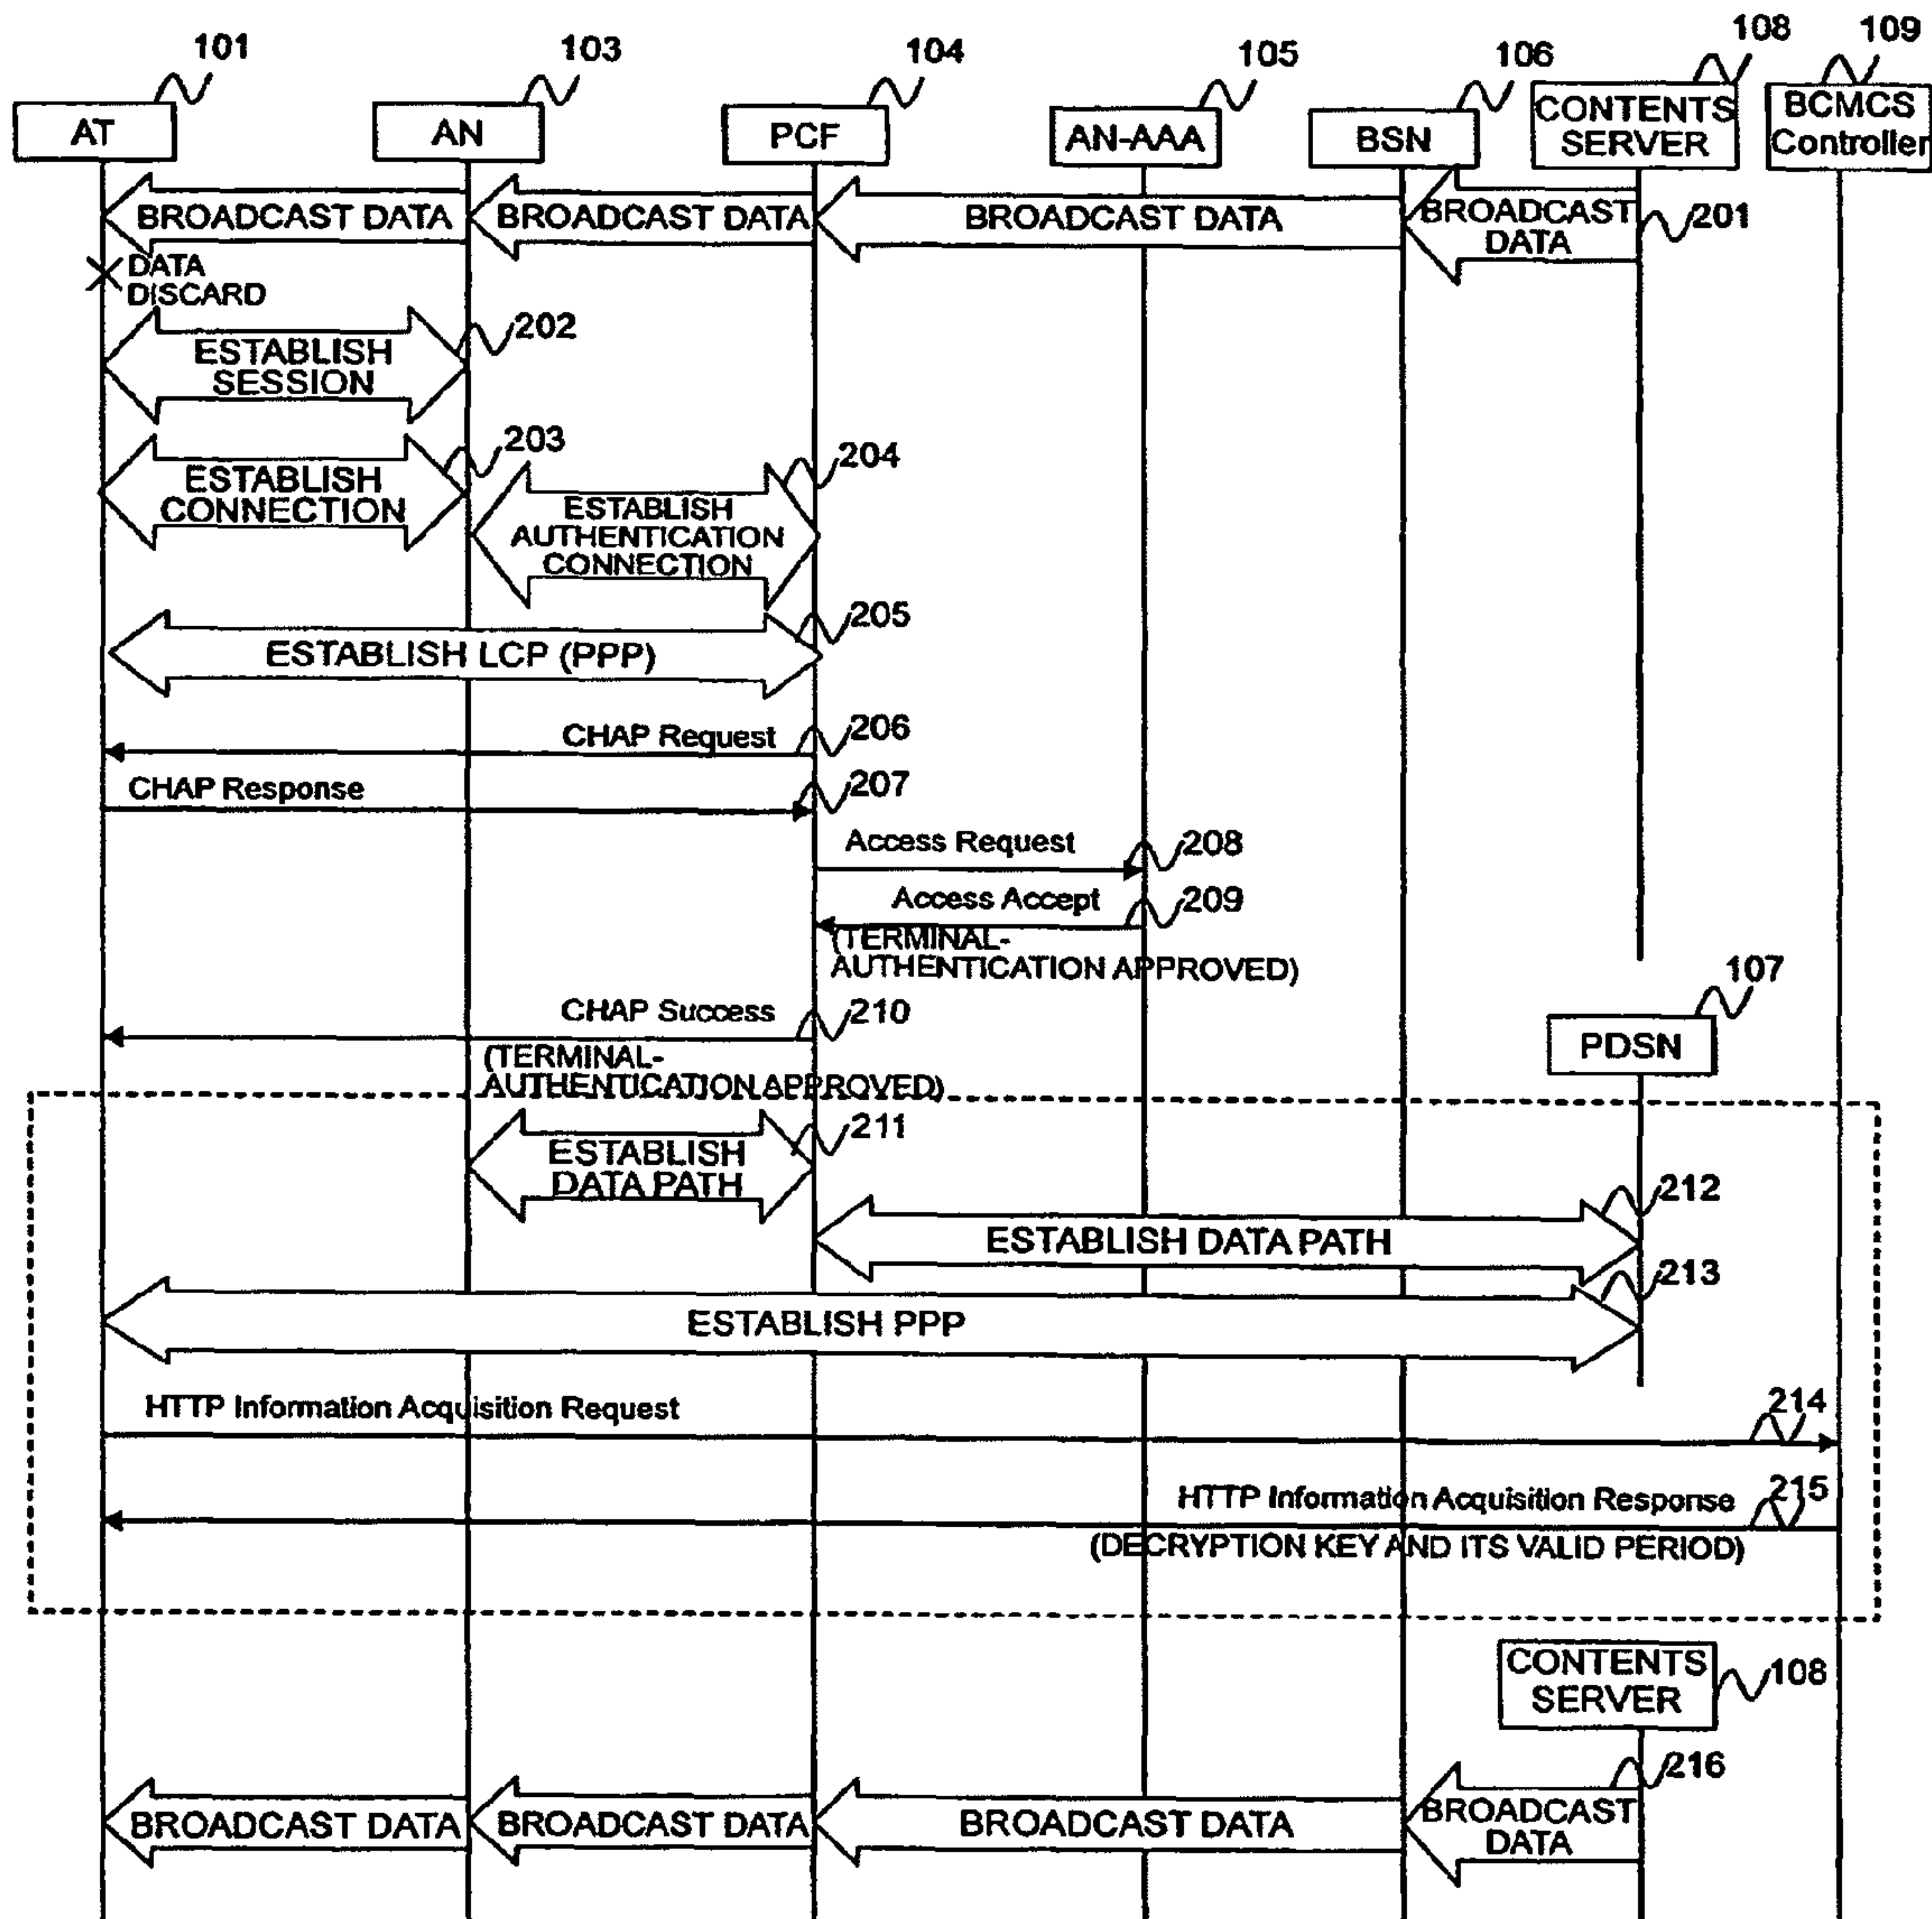 101
103
104
105
106
108
109
AT
AN
PCF
AN-AAA
BSN
CONTENTS
SERVER
BCMCS
Controller
BROADCAST DATA
BROADCAST DATA
BROADCAST DATA
BROADCAST
DATA
201
DATA
DISCARD
ESTABLISH
SESSION
202
ESTABLISH
CONNECTION
203
ESTABLISH
AUTHENTICATION
CONNECTION
204
ESTABLISH LCP (PPP)
205
CHAP Request
206
CHAP Response
207
Access Request
208
Access Accept
209
(TERMINAL-
AUTHENTICATION APPROVED)
107
PDSN
CHAP Success
210
(TERMINAL-
AUTHENTICATION APPROVED)
ESTABLISH
DATA PATH
211
ESTABLISH DATA PATH
212
ESTABLISH PPP
213
HTTP Information Acquisition Request
214
HTTP Information Acquisition Response
215
(DECRYPTION KEY AND ITS VALID PERIOD)
CONTENTS
SERVER
108
BROADCAST DATA
BROADCAST DATA
BROADCAST DATA
BROADCAST
DATA
216